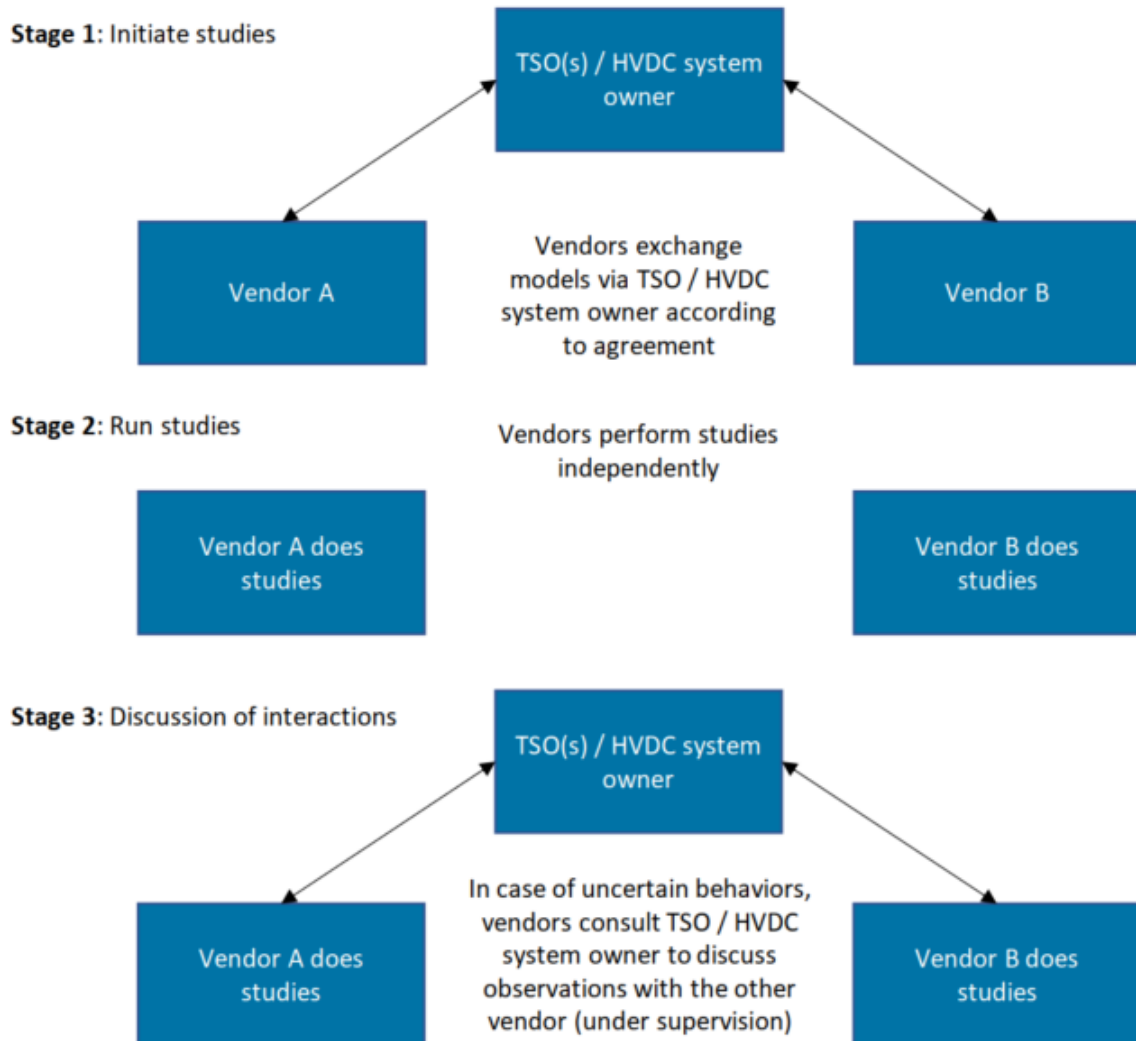 Stage 1: Initiate studies
TSO(s) / HVDC system
owner
Vendor A
Vendors exchange
models via TSO / HVDC
system owner according
to agreement
Vendor B
Stage 2: Run studies
Vendors perform studies
independently
Vendor A does
studies
Vendor B does
studies
Stage 3: Discussion of interactions
TSO(s) / HVDC system
owner
Vendor A does
studies
In case of uncertain behaviors,
vendors consult TSO / HVDC
system owner to discuss
observations with the other
vendor (under supervision)
Vendor B does
studies